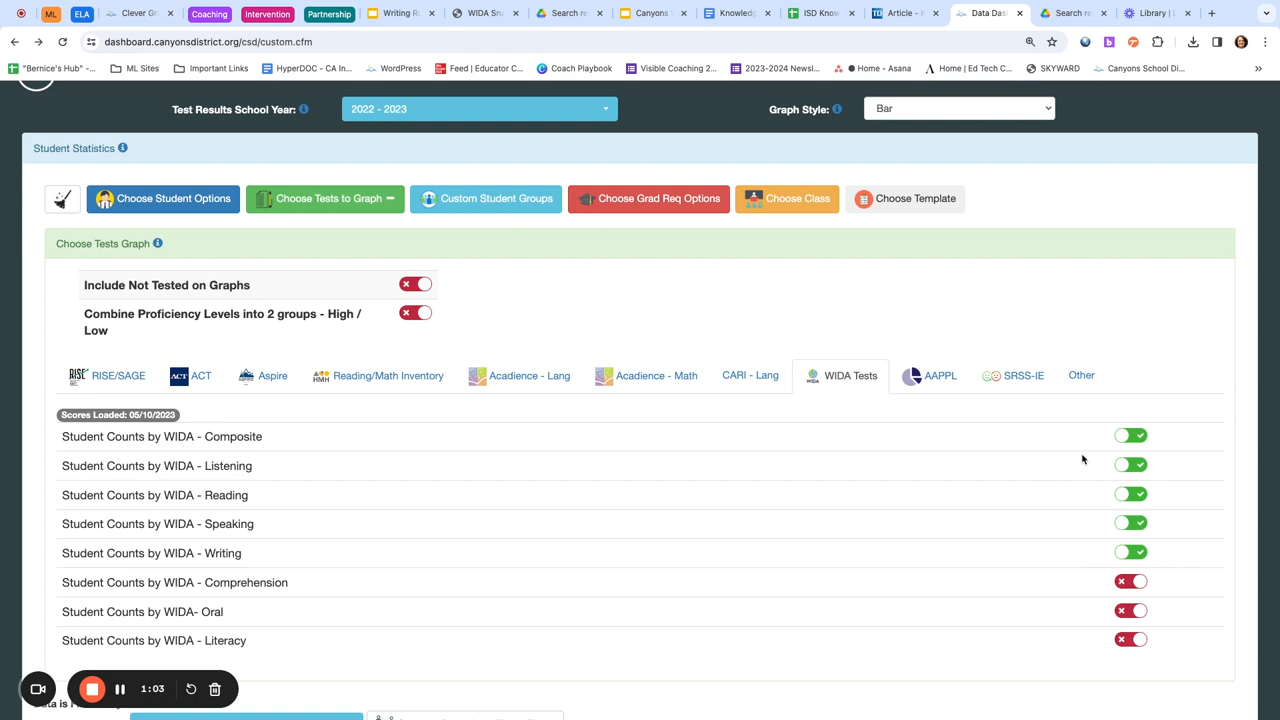 ML
ELA
Clever Gr
Coaching
Intervention
Partnership
Writing R
WIDA Sna
Search re
Canyons
ISD Know
TD
Data Das
Search re
Library | U
dashboard.canyonsdistrict.org/csd/custom.cfm
"Bernice's Hub" -...
ML Sites
Important Links
HyperDOC - CA In...
WordPress
Feed | Educator C...
Coach Playbook
Visible Coaching 2...
2023-2024 Newsl...
Home - Asana
Home | Ed Tech C...
SKYWARD
Canyons School Di...
»
Test Results School Year:
2022 - 2023
Graph Style:
Bar
Student Statistics
Choose Student Options
Choose Tests to Graph
Custom Student Groups
Choose Grad Req Options
Choose Class
Choose Template
Choose Tests Graph
Include Not Tested on Graphs
Combine Proficiency Levels into 2 groups - High /
Low
RISE RISE/SAGE
ACT ACT
Aspire
HMH Reading/Math Inventory
Acadience - Lang
Acadience - Math
CARI - Lang
WIDA Tests
AAPPL
SRSS-IE
Other
Scores Loaded: 05/10/2023
Student Counts by WIDA - Composite
Student Counts by WIDA - Listening
Student Counts by WIDA - Reading
Student Counts by WIDA - Speaking
Student Counts by WIDA - Writing
Student Counts by WIDA - Comprehension
Student Counts by WIDA- Oral
Student Counts by WIDA - Literacy
1:03